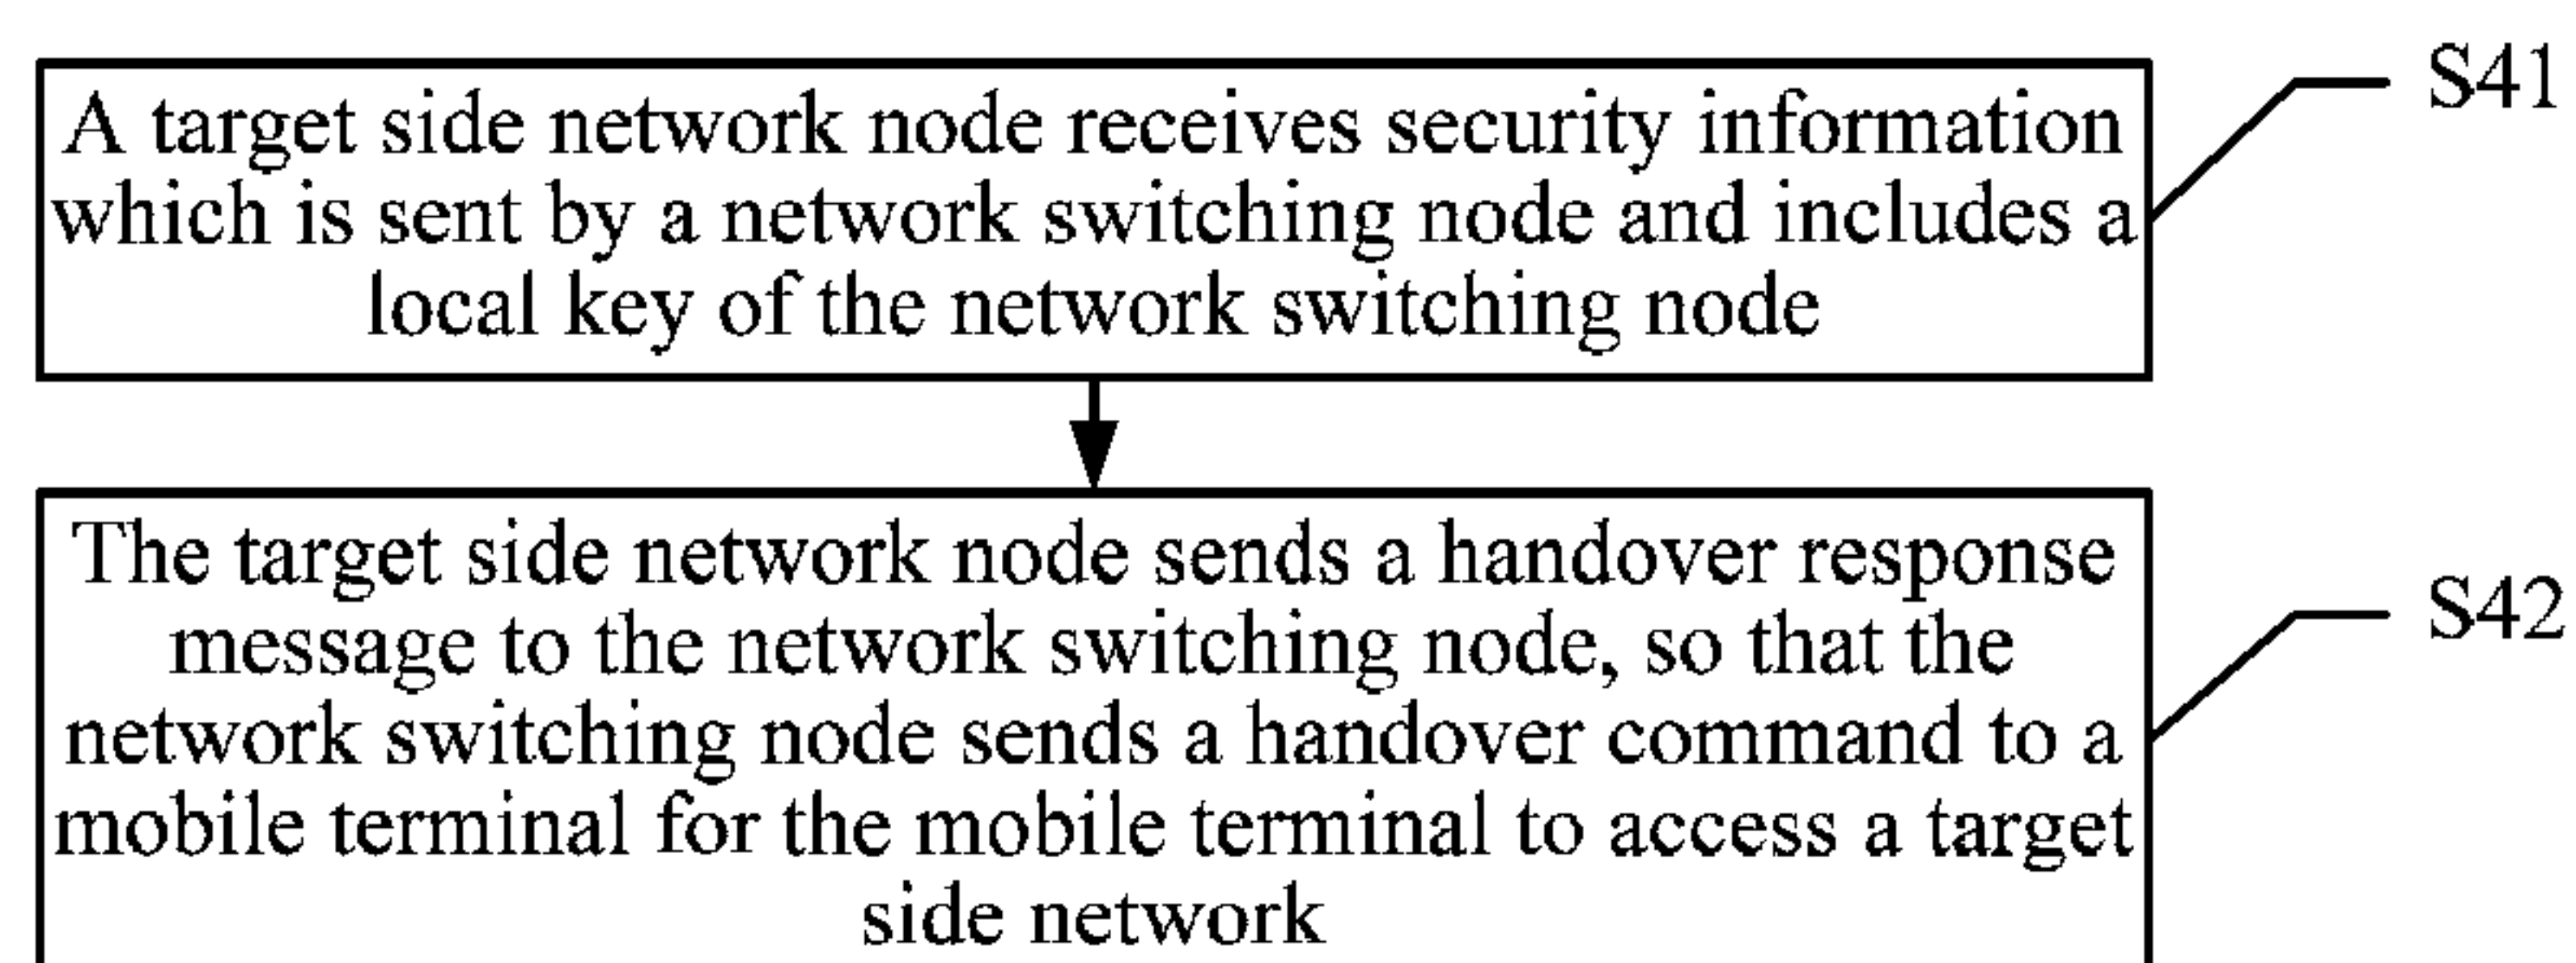 A target side network node receives security information
which is sent by a network switching node and includes a
local key of the network switching node
S41
The target side network node sends a handover response
message to the network switching node, so that the
network switching node sends a handover command to a
mobile terminal for the mobile terminal to access a target
side network
S42